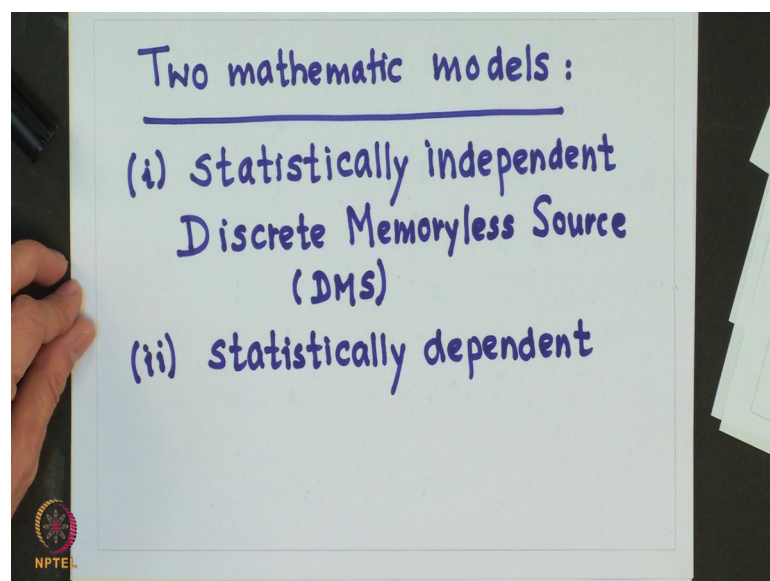 Two mathematic models :
(i) statistically independent
Discrete Memoryless Source
(DMS)
(ii) statistically dependent
NPTEL